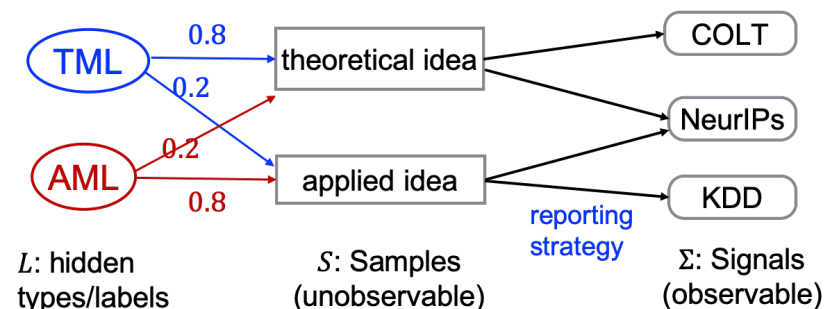 TML
0.8
0.2
theoretical idea
COLT
NeurIPs
AML
0.2
0.8
applied idea
KDD
reporting
strategy
L: hidden
types/labels
S: Samples
(unobservable)
Σ: Signals
(observable)